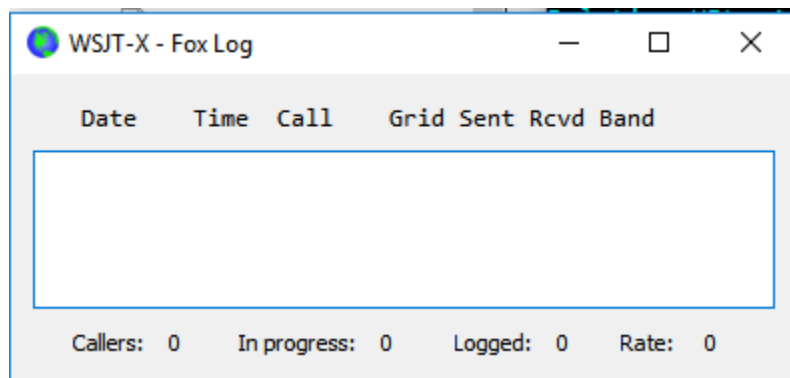 WSJT-X - Fox Log
Date Time Call Grid Sent Rcvd Band
Callers: 0 In progress: 0 Logged: 0 Rate: 0